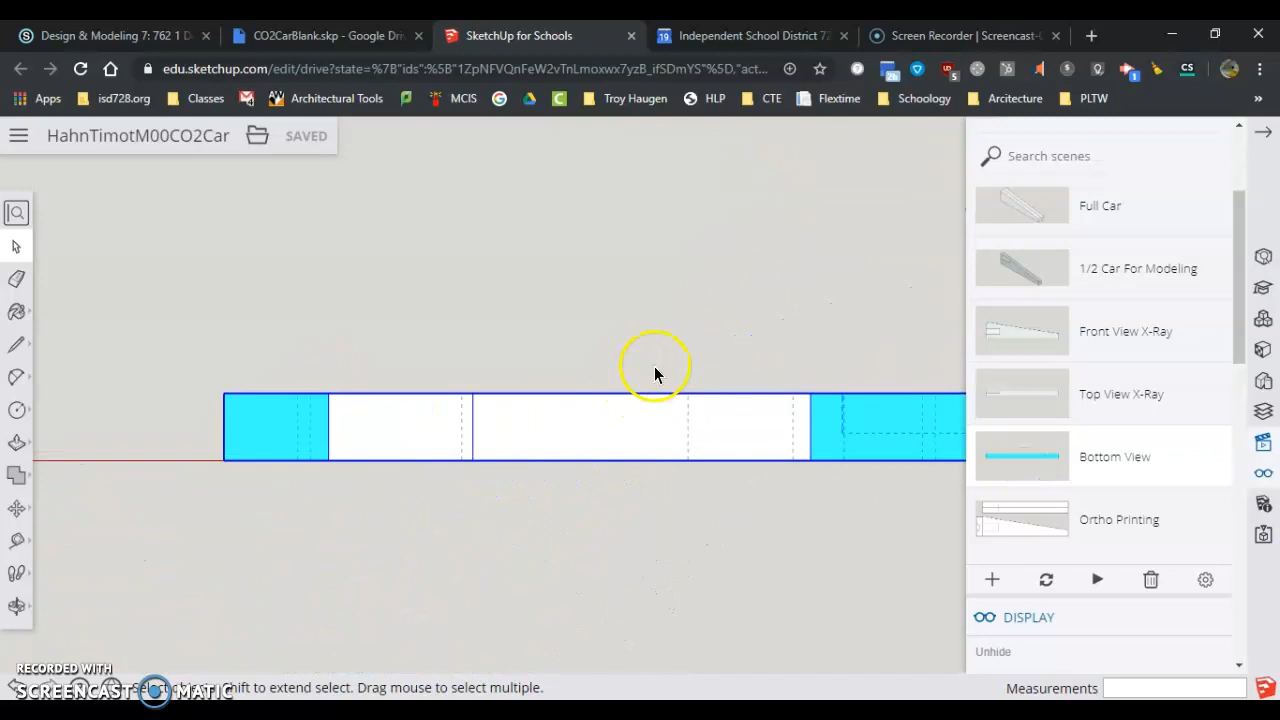 Design & Modeling 7: 762 1 D
CO2CarBlank.skp - Google Driv
SketchUp for Schools
Independent School District 72
Screen Recorder | Screencast-O
edu.sketchup.com/edit/drive?state=%7B"ids":%5B"1ZpNFVQnFeW2vTnLmoxwx7yzB_ifSDmYS"%5D,"act...
Apps
isd728.org
Classes
Architectural Tools
MCIS
Troy Haugen
HLP
CTE
Flextime
Schoology
Arcitecture
PLTW
»
HahnTimotM00CO2Car
SAVED
Search scenes
Full Car
1/2 Car For Modeling
Front View X-Ray
Top View X-Ray
Bottom View
Ortho Printing
DISPLAY
Unhide
RECORDED WITH
SCREENCAST MATIC
Shift to extend select. Drag mouse to select multiple.
Measurements